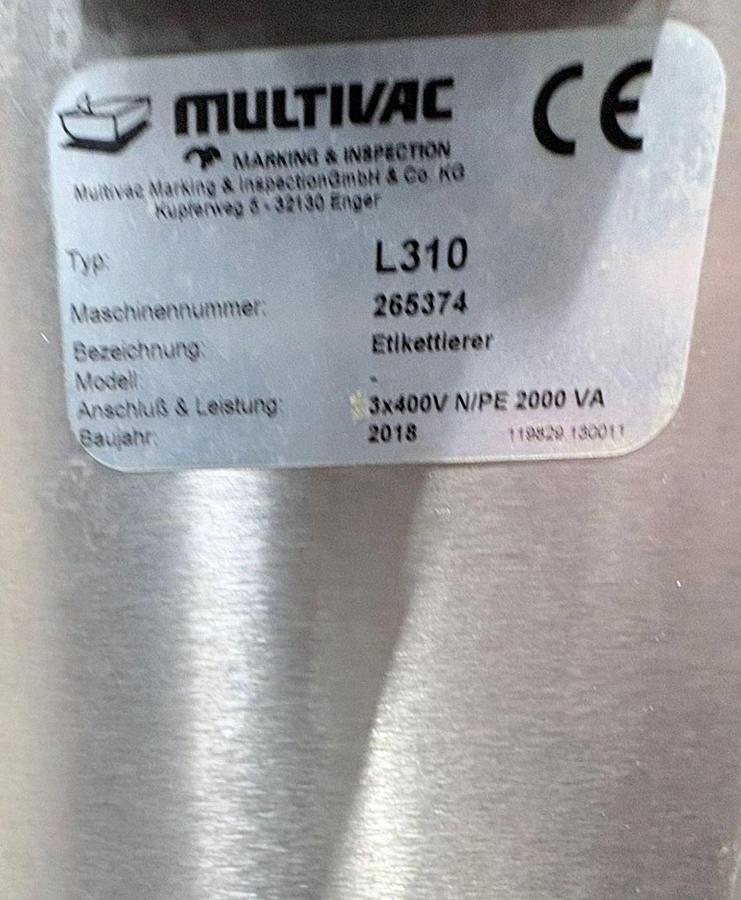 MULTIVAC
CE
MARKING & INSPECTION
Multivac Marking & InspectionGmbH & Co. KG
Kupferweg 5 - 32130 Enger
Typ: L310
Maschinennummer: 265374
Bezeichnung: Etikettierer
Modell: -
Anschluß & Leistung: 3x400V N/PE 2000 VA
Baujahr: 2018 119829 130011